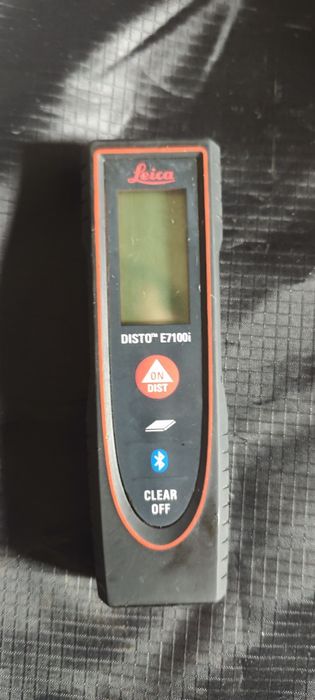 Leica
DISTO™ E7100i
ON
DIST
CLEAR
OFF